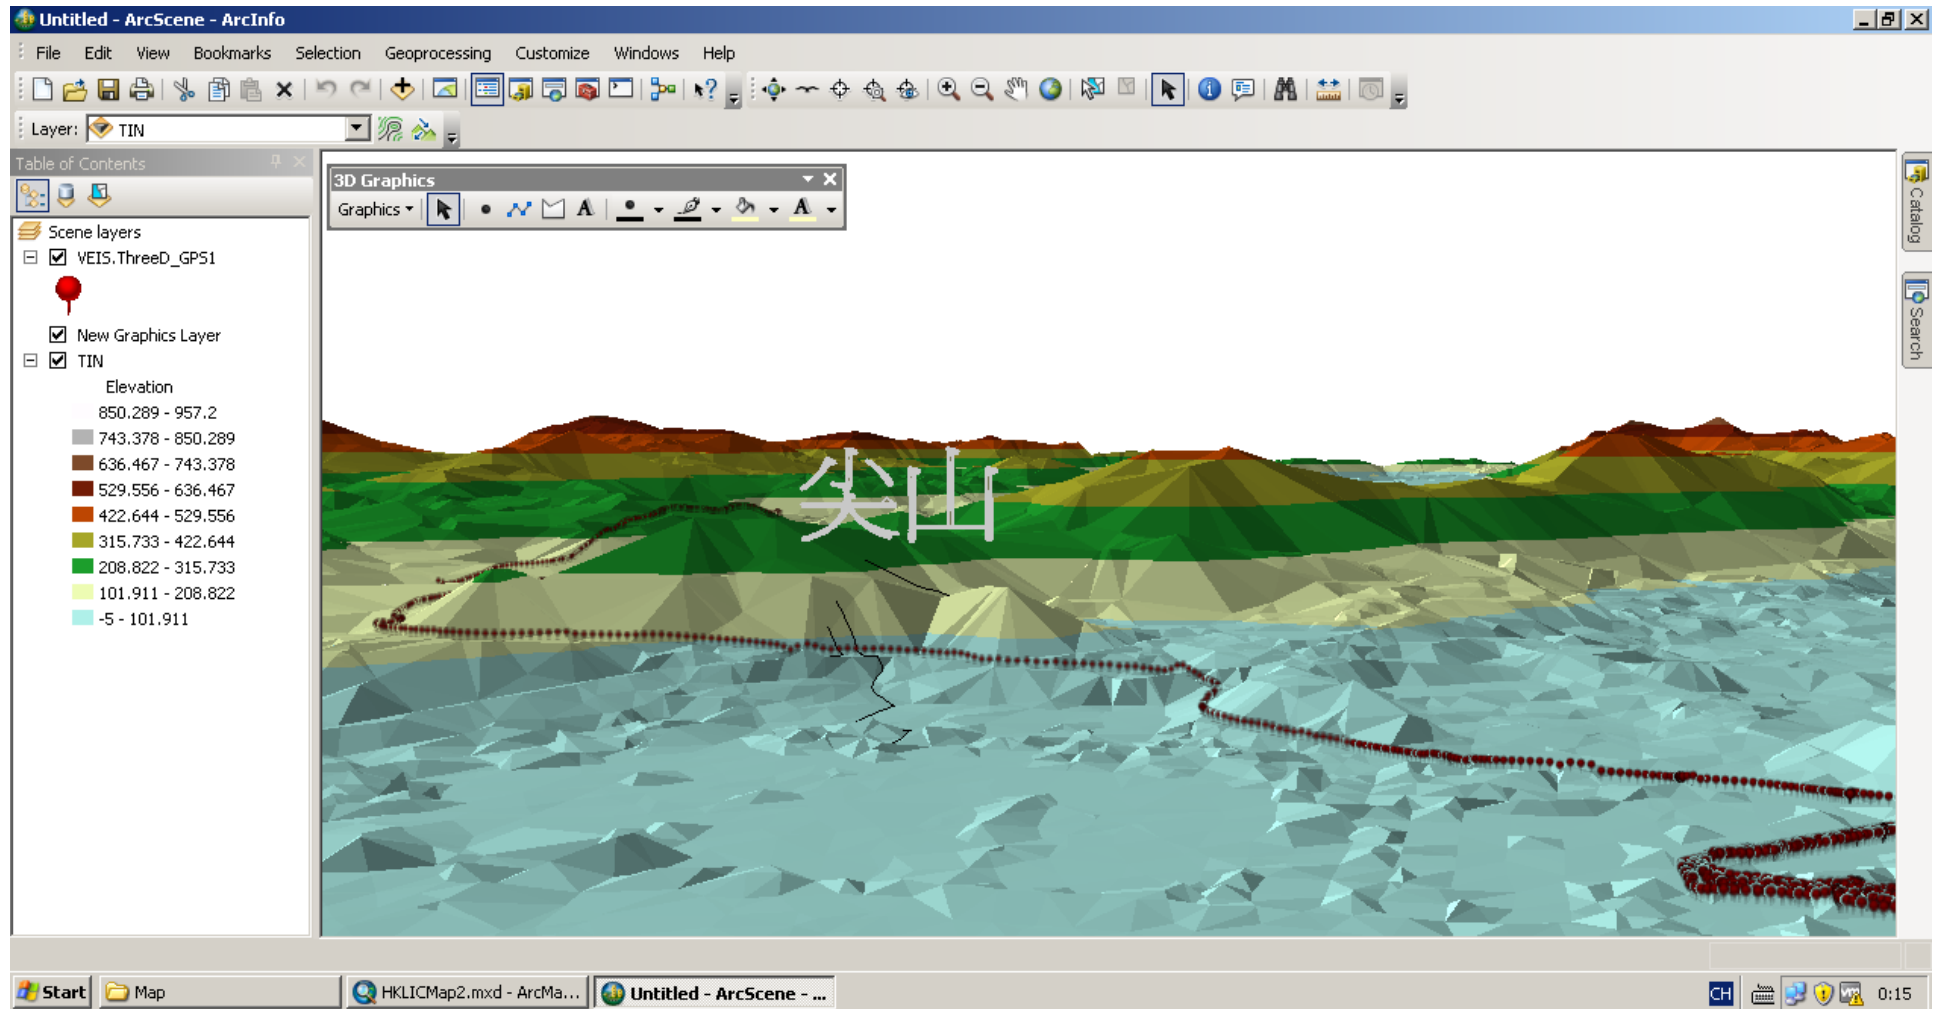 Untitled - ArcScene - ArcInfo
File Edit View Bookmarks Selection Geoprocessing Customize Windows Help
Layer: TIN
Table of Contents
Scene layers
VEIS.ThreeD_GPS1
New Graphics Layer
TIN
Elevation
850.289 - 957.2
743.378 - 850.289
636.467 - 743.378
529.556 - 636.467
422.644 - 529.556
315.733 - 422.644
208.822 - 315.733
101.911 - 208.822
-5 - 101.911
3D Graphics
Graphics
尖山
Catalog
Search
Start Map HKLICMap2.mxd - ArcMa... Untitled - ArcScene - ... CH 0:15